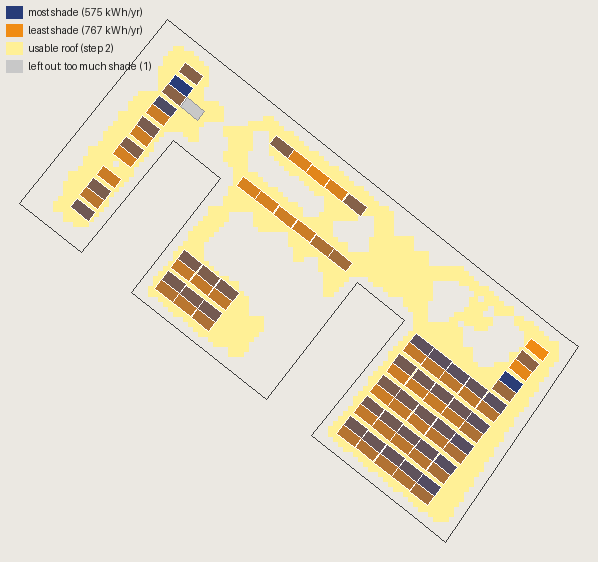 most shade (575 kWh/yr)
least shade (767 kWh/yr)
usable roof (step 2)
left out: too much shade (1)